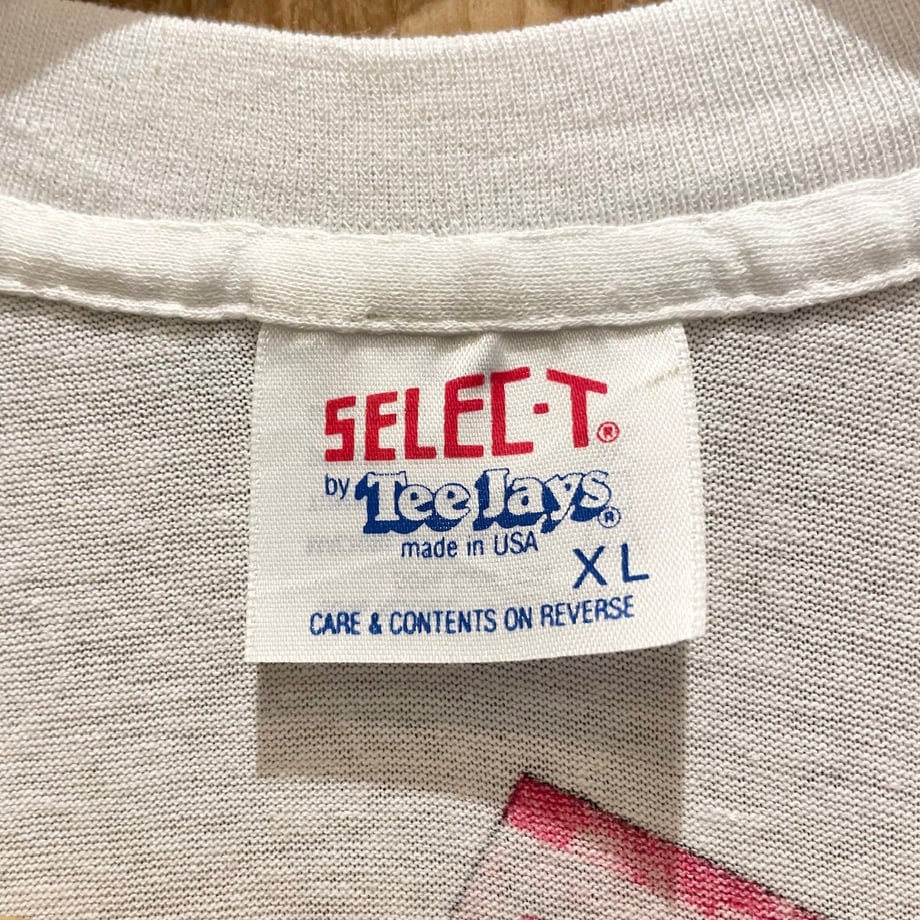 SELEC-T®
by Tee Jays®
made in USA
XL
CARE & CONTENTS ON REVERSE